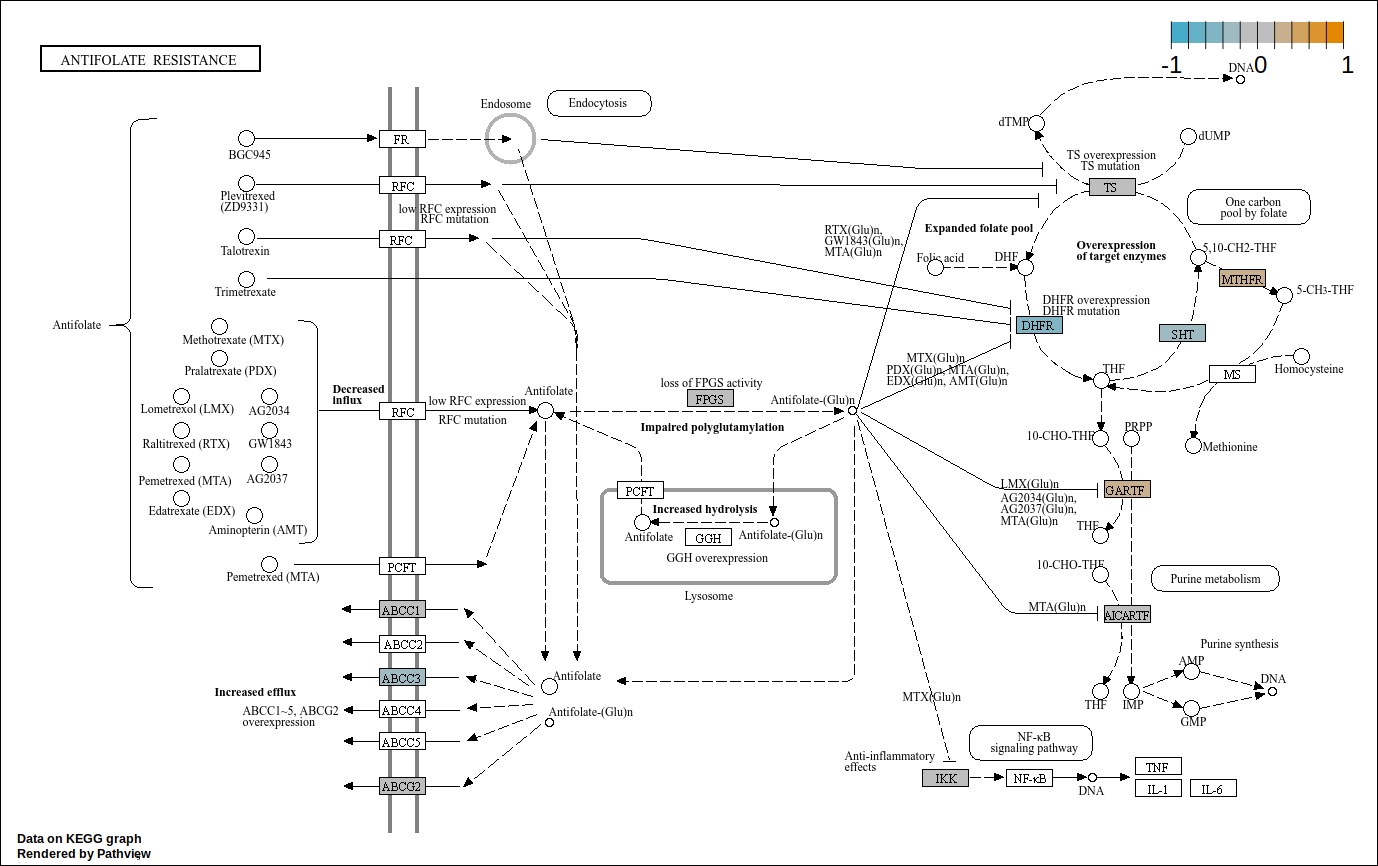 ANTIFOLATE RESISTANCE
-1
0
1
DNA
Endosome
Endocytosis
dTMP
dUMP
FR
BGC945
TS overexpression
TS mutation
TS
RFC
Plevitrexed
(ZD9331)
low RFC expression
RFC mutation
One carbon
pool by folate
RFC
Talotrexin
RTX(Glu)n,
GW1843(Glu)n,
MTA(Glu)n
Expanded folate pool
Overexpression
of target enzymes
5,10-CH2-THF
Folic acid
DHF
MTHFR
Trimetrexate
5-CH3-THF
DHFR overexpression
DHFR mutation
DHFR
SHT
Antifolate
Methotrexate (MTX)
Pralatrexate (PDX)
MTX(Glu)n
PDX(Glu)n, MTA(Glu)n,
EDX(Glu)n, AMT(Glu)n
THF
MS
Homocysteine
Decreased
influx
Antifolate
loss of FPGS activity
FPGS
Antifolate-(Glu)n
Lometrexol (LMX)
AG2034
RFC
low RFC expression
RFC mutation
Impaired polyglutamylation
Raltitrexed (RTX)
GW1843
10-CHO-THF
PRPP
Methionine
Pemetrexed (MTA)
AG2037
PCFT
LMX(Glu)n
AG2034(Glu)n,
AG2037(Glu)n,
MTA(Glu)n
GARTF
Edatrexate (EDX)
Increased hydrolysis
Aminopterin (AMT)
Antifolate
GGH
Antifolate-(Glu)n
THF
GGH overexpression
Pemetrexed (MTA)
PCFT
10-CHO-THF
Purine metabolism
Lysosome
ABCC1
MTA(Glu)n
AICARTF
ABCC2
Purine synthesis
AMP
ABCC3
Antifolate
DNA
Increased efflux
ABCC1~5, ABCG2
overexpression
MTX(Glu)n
THF
IMP
ABCC4
Antifolate-(Glu)n
GMP
ABCC5
NF-κB
signaling pathway
Anti-inflammatory
effects
TNF
ABCG2
IKK
NF-κB
DNA
IL-1
IL-6
Data on KEGG graph
Rendered by Pathview